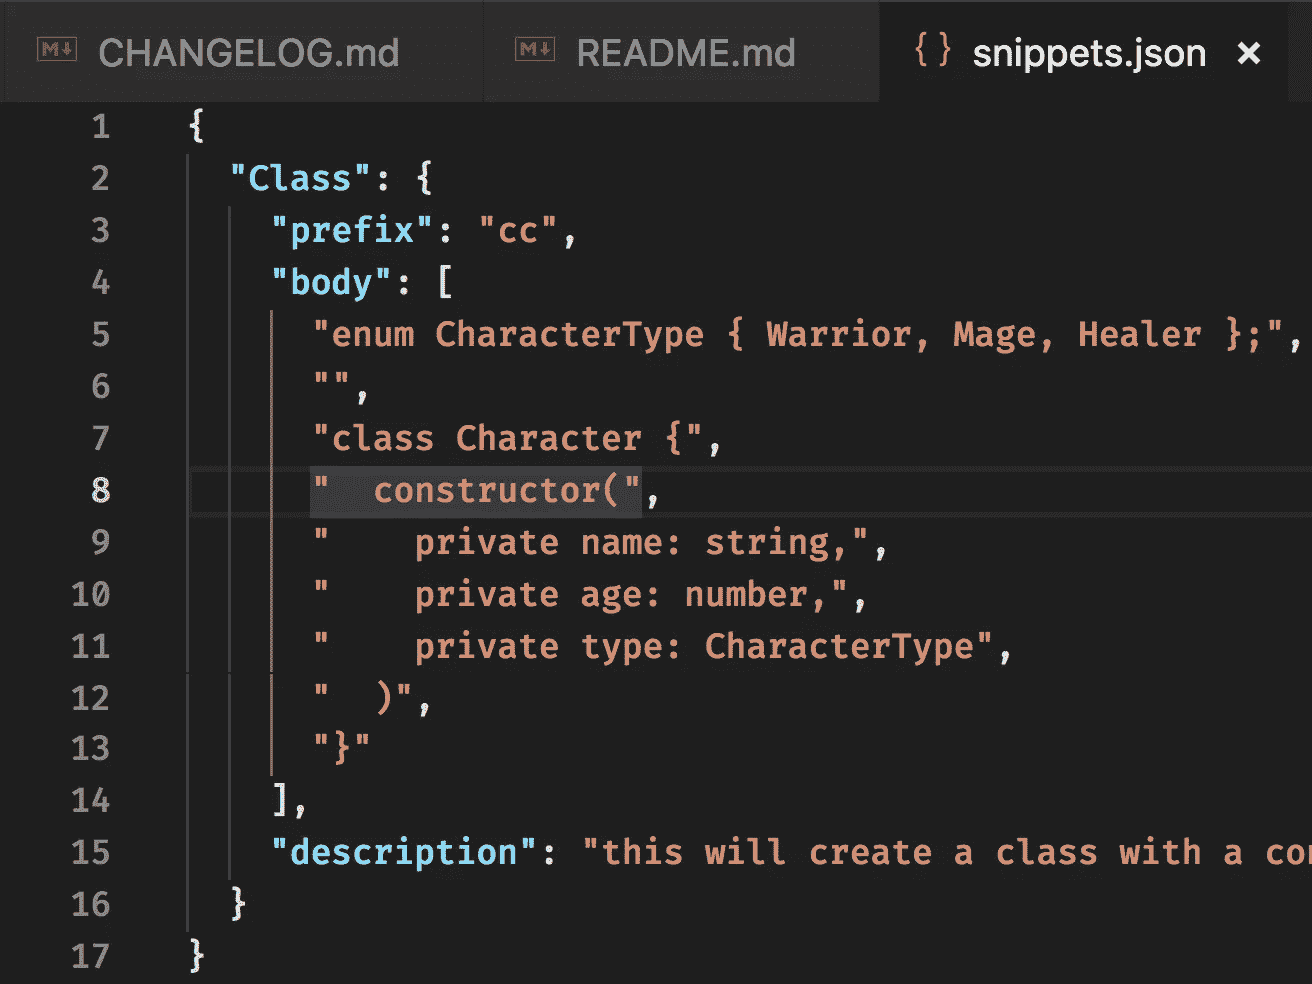 CHANGELOG.md README.md {} snippets.json ×
1 {
2   "Class": {
3     "prefix": "cc",
4     "body": [
5       "enum CharacterType { Warrior, Mage, Healer };",
6       "",
7       "class Character {",
8       "  constructor(",
9       "    private name: string,",
10       "    private age: number,",
11       "    private type: CharacterType",
12       "  )",
13       "}"
14     ],
15     "description": "this will create a class with a
16   }
17 }